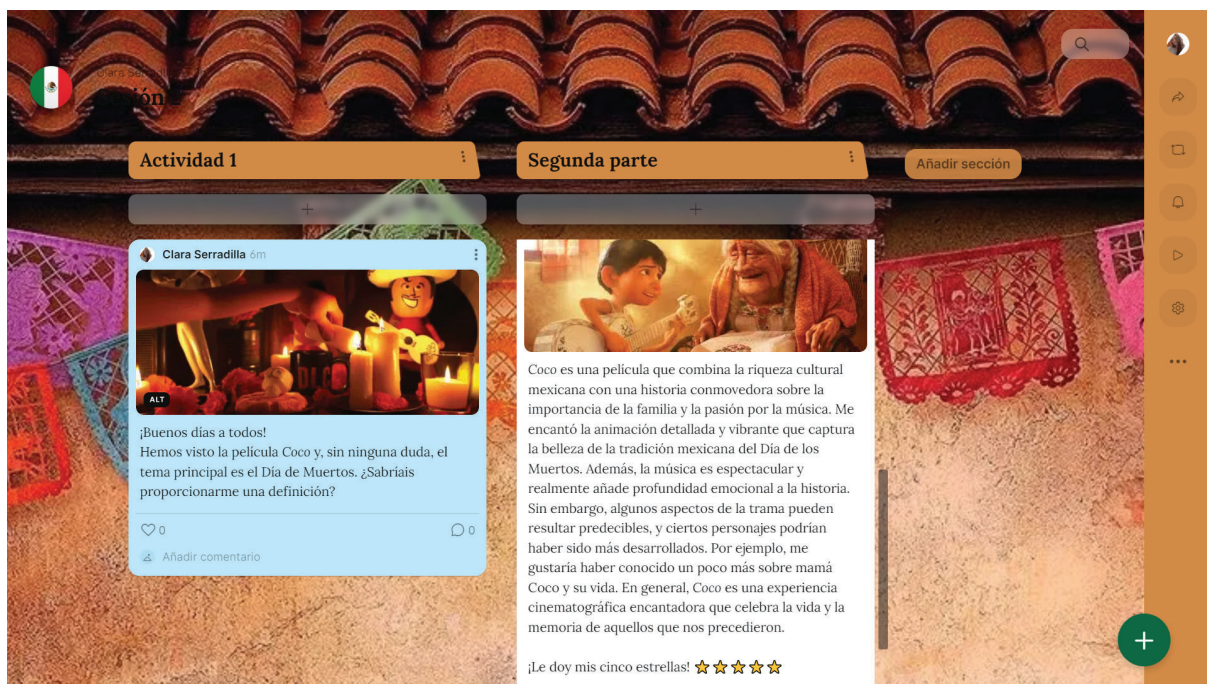 Clara Serradilla
Actividad 1
Segunda parte
Añadir sección
Clara Serradilla 6m
ALT
¡Buenos días a todos!
Hemos visto la película Coco y, sin ninguna duda, el
tema principal es el Día de Muertos. ¿Sabríais
proporcionarme una definición?
0
0
Añadir comentario
Coco es una película que combina la riqueza cultural
mexicana con una historia conmovedora sobre la
importancia de la familia y la pasión por la música. Me
encantó la animación detallada y vibrante que captura
la belleza de la tradición mexicana del Día de los
Muertos. Además, la música es espectacular y
realmente añade profundidad emocional a la historia.
Sin embargo, algunos aspectos de la trama pueden
resultar predecibles, y ciertos personajes podrían
haber sido más desarrollados. Por ejemplo, me
gustaría haber conocido un poco más sobre mamá
Coco y su vida. En general, Coco es una experiencia
cinematográfica encantadora que celebra la vida y la
memoria de aquellos que nos precedieron.
¡Le doy mis cinco estrellas! ⭐⭐⭐⭐⭐